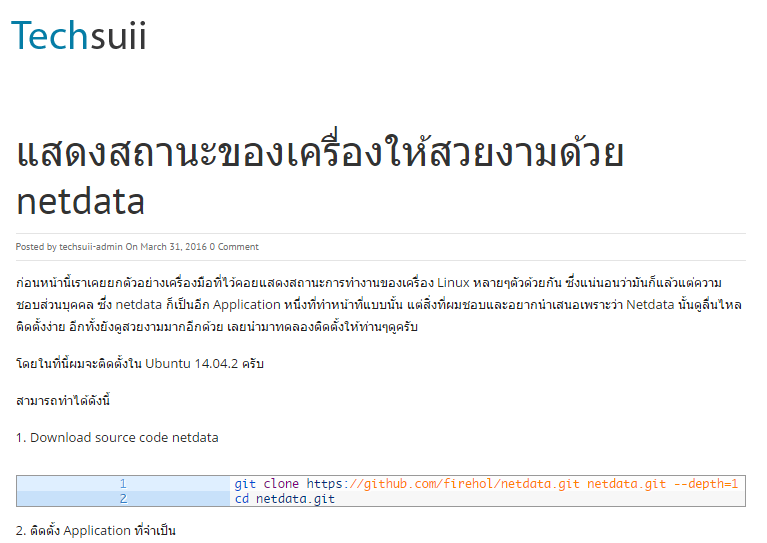 Techsuii
แสดงสถานะของเครื่องให้สวยงามด้วย
netdata
Posted by techsuii-admin On March 31, 2016 0 Comment
ก่อนหน้านี้เราเคยยกตัวอย่างเครื่องมือที่ไว้คอยแสดงสถานะการทำงานของเครื่อง Linux หลายๆตัวด้วยกัน ซึ่งแน่นอนว่ามันก็แล้วแต่ความ
ชอบส่วนบุคคล ซึ่ง netdata ก็เป็นอีก Application หนึ่งที่ทำหน้าที่แบบนั้น แต่สิ่งที่ผมชอบและอยากนำเสนอเพราะว่า Netdata นั้นดูลื่นไหล
ติดตั้งง่าย อีกทั้งยังดูสวยงามมากอีกด้วย เลยนำมาทดลองติดตั้งให้ท่านๆดูครับ
โดยในที่นี้ผมจะติดตั้งใน Ubuntu 14.04.2 ครับ
สามารถทำได้ดังนี้
1. Download source code netdata
1 git clone https://github.com/firehol/netdata.git netdata.git --depth=1
2 cd netdata.git
2. ติดตั้ง Application ที่จำเป็น